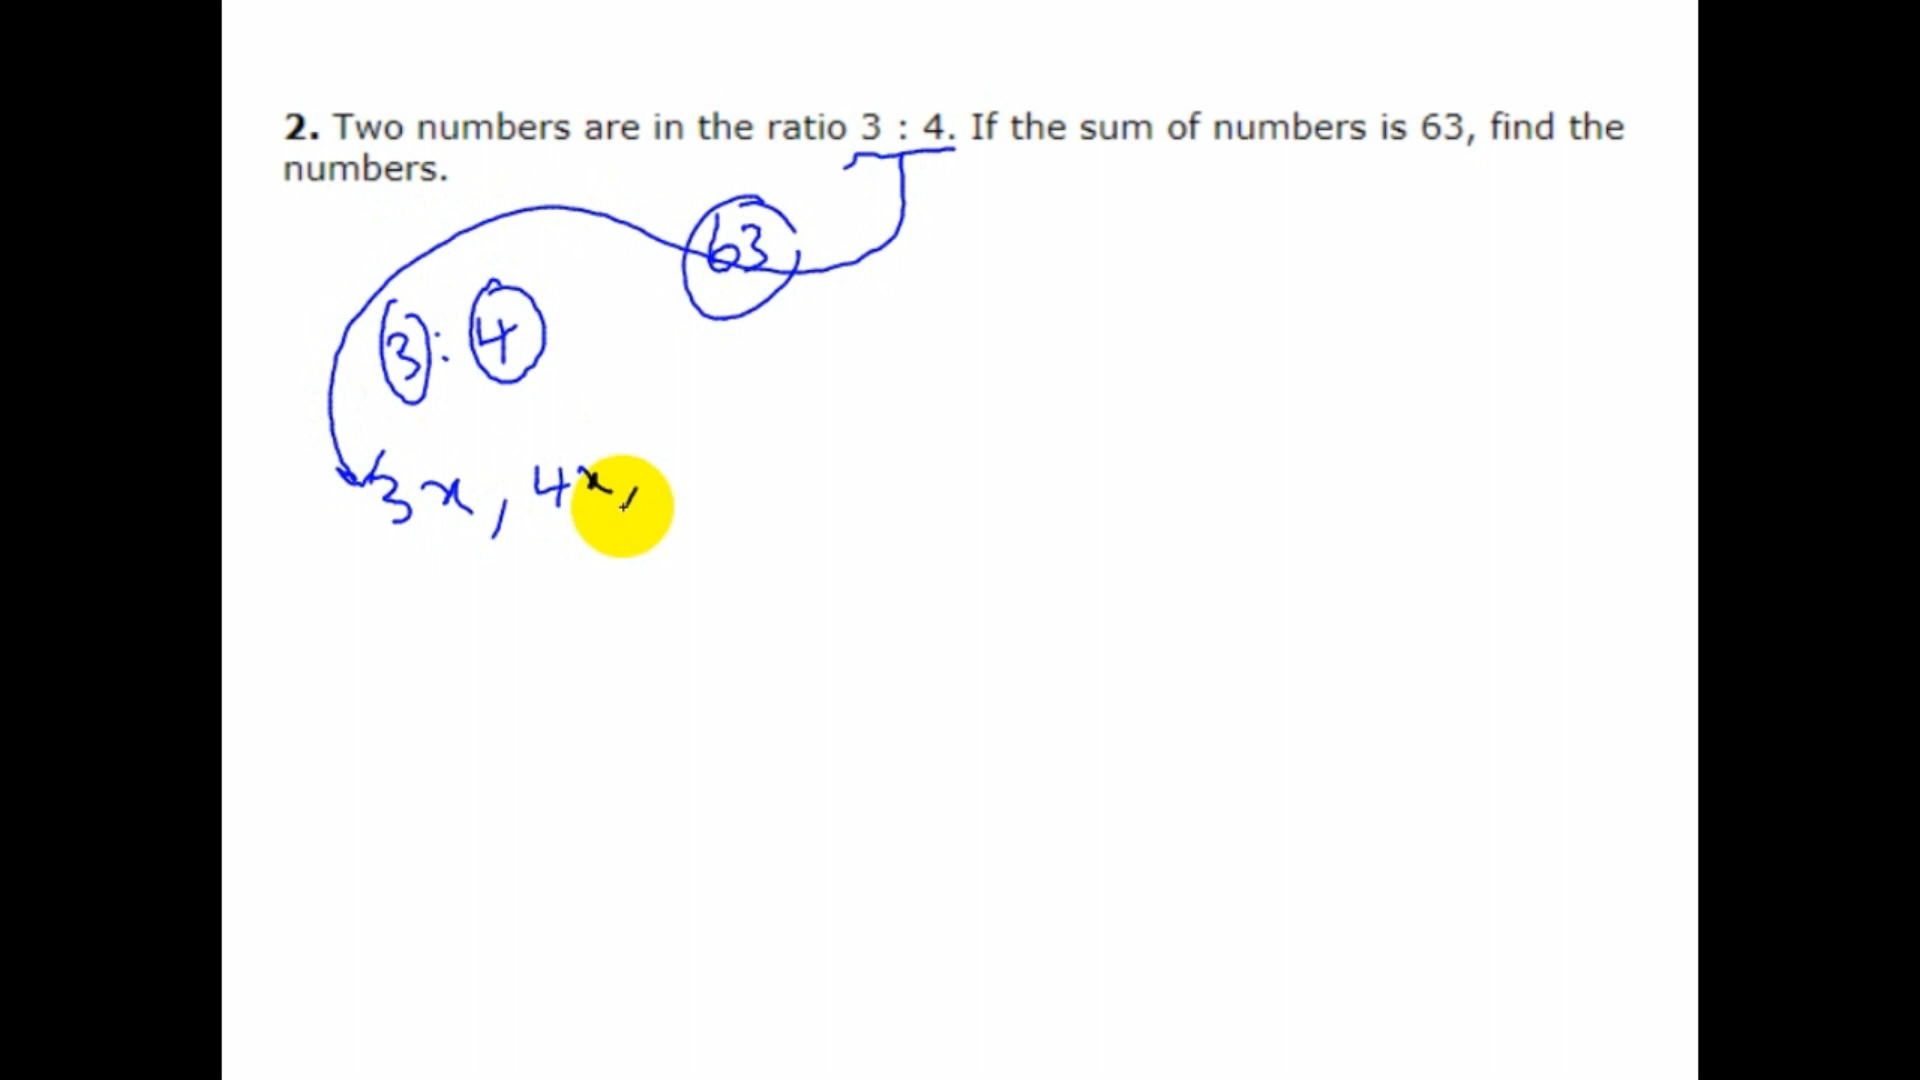 2. Two numbers are in the ratio 3 : 4. If the sum of numbers is 63, find the
numbers.
63
3 : 4
3x, 4x,